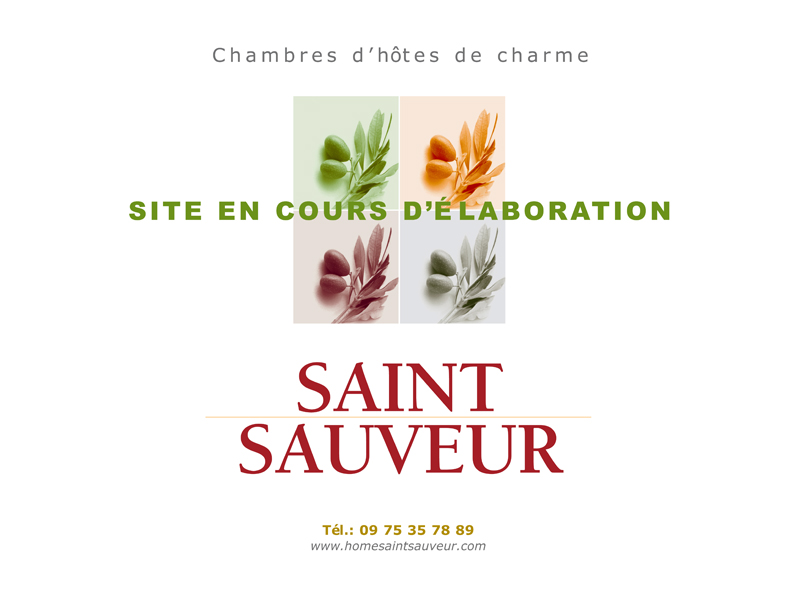 Chambres d’hôtes de charme
SITE EN COURS D’ÉLABORATION
SAINT
SAUVEUR
Tél.: 09 75 35 78 89
www.homesaintsauveur.com